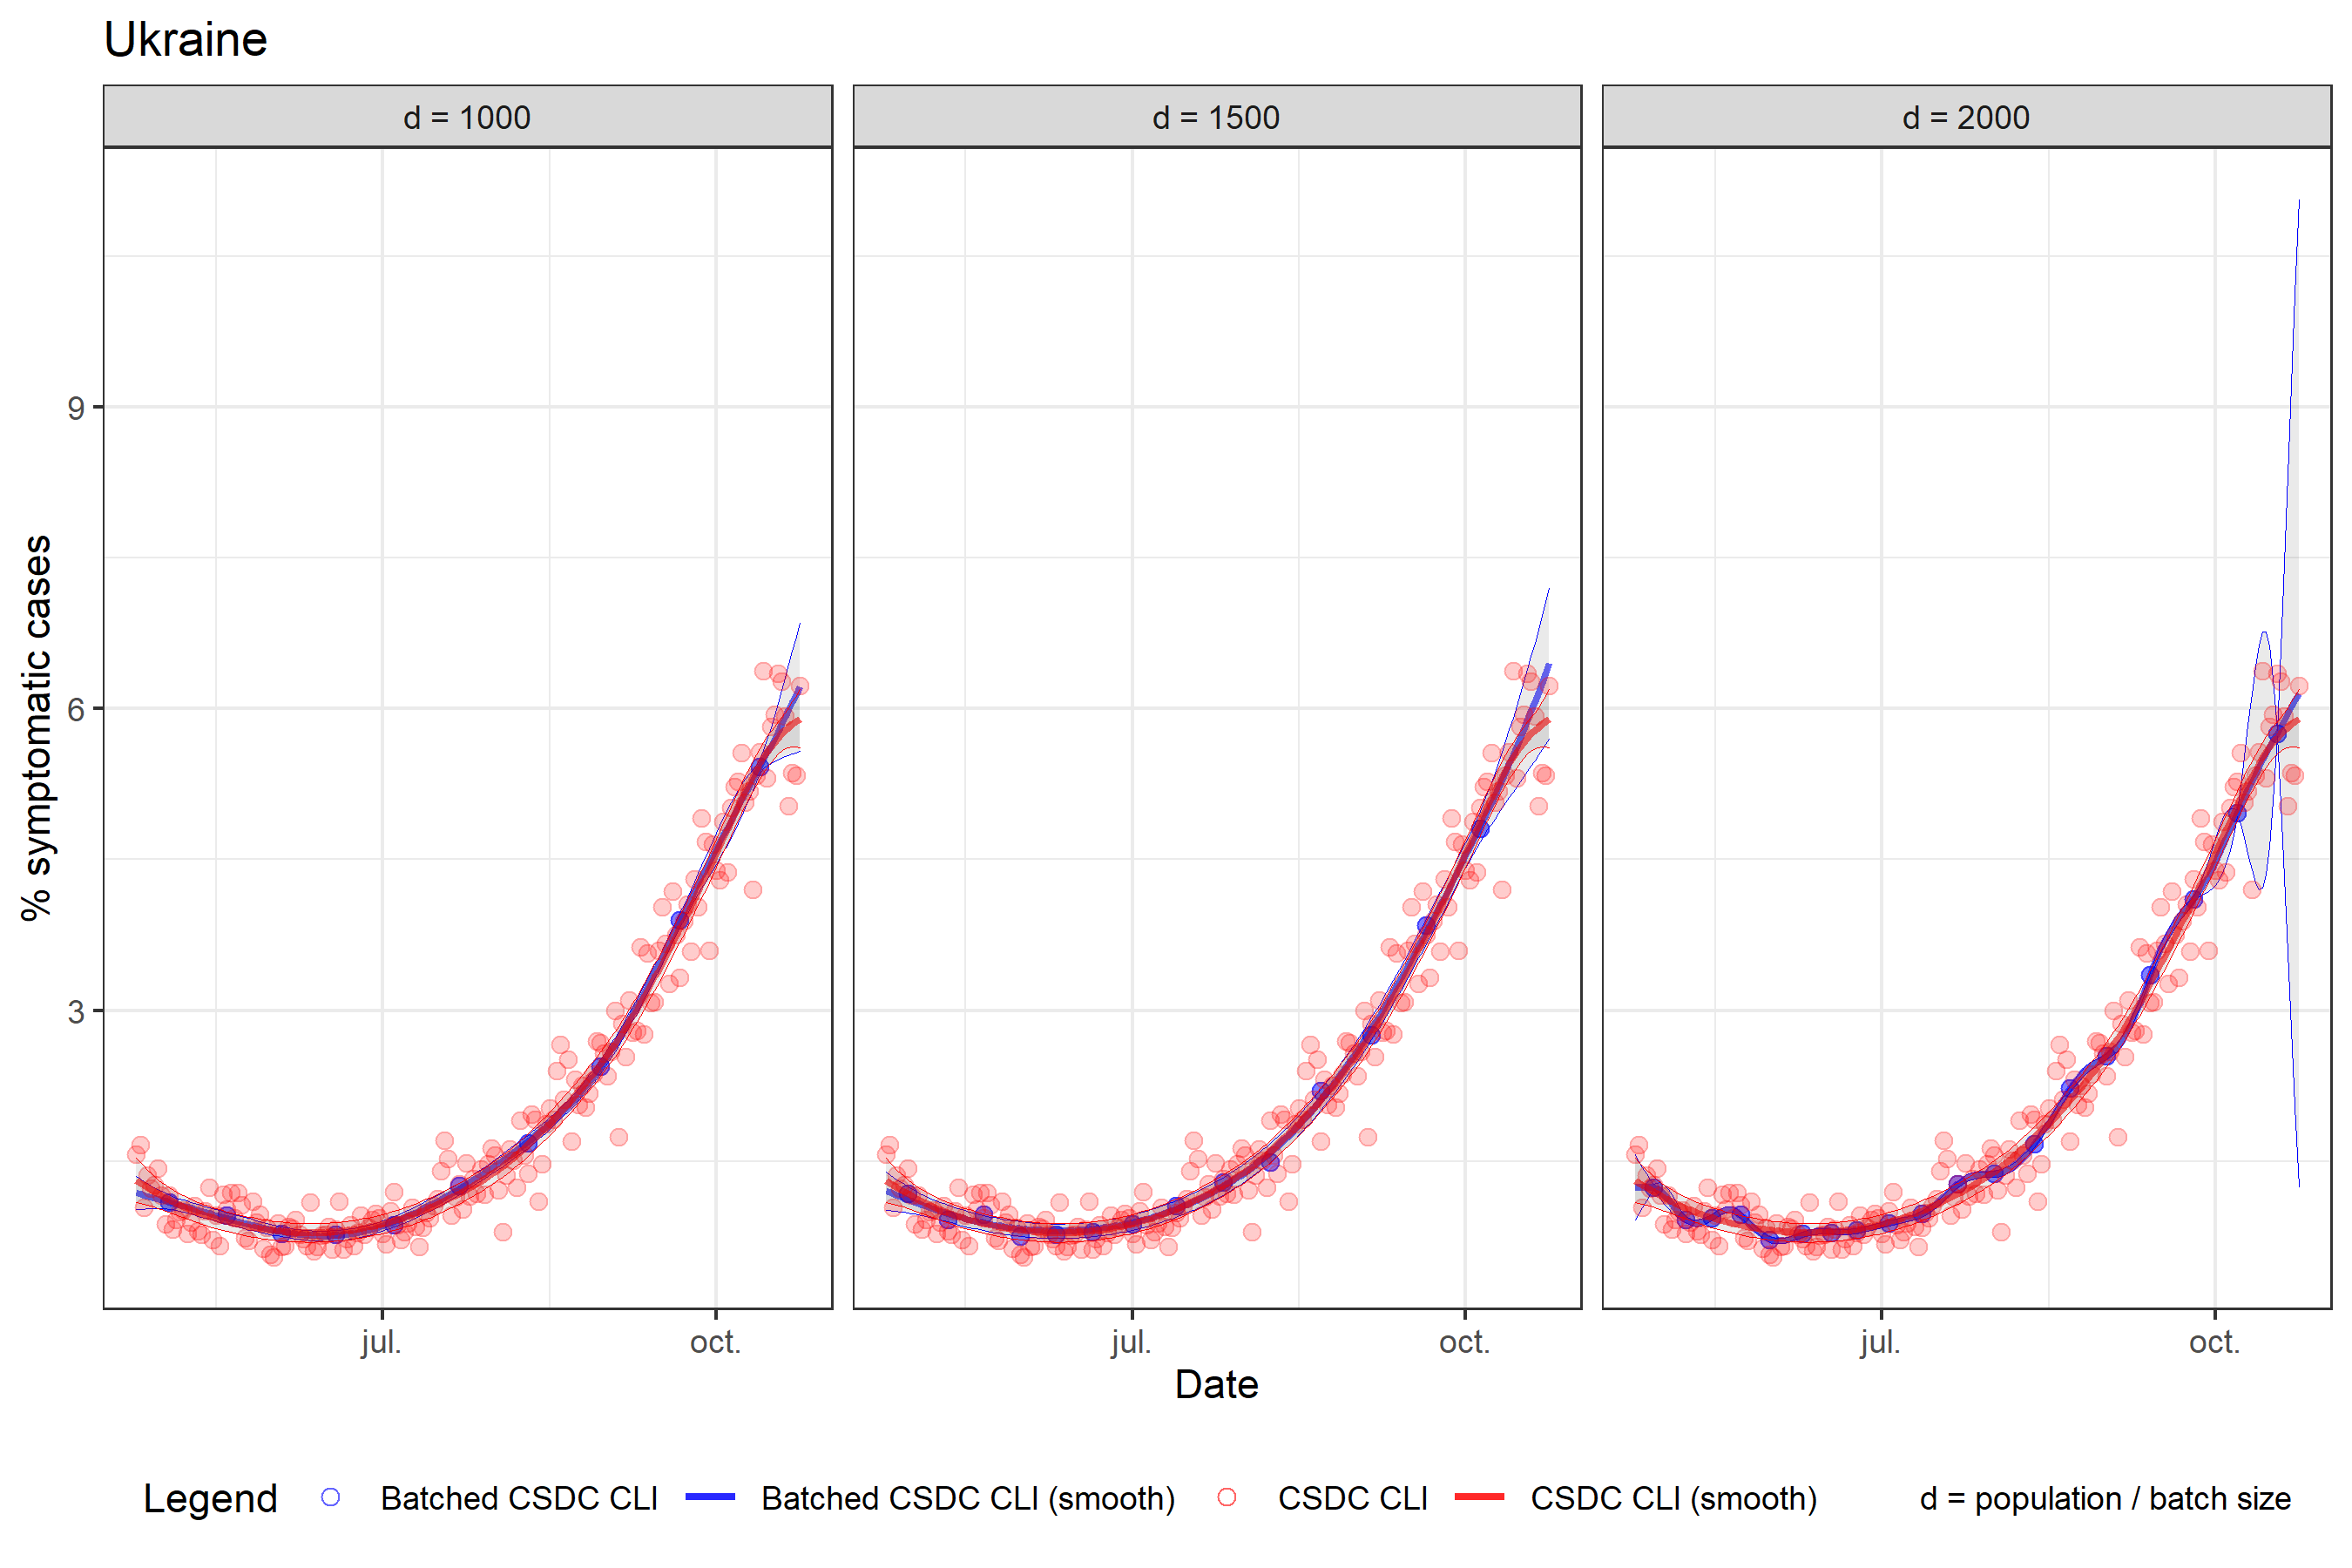 Ukraine
d = 1000
d = 1500
d = 2000
% symptomatic cases
9
6
3
jul.
oct.
jul.
oct.
jul.
oct.
Date
Legend
Batched CSDC CLI
Batched CSDC CLI (smooth)
CSDC CLI
CSDC CLI (smooth)
d = population / batch size